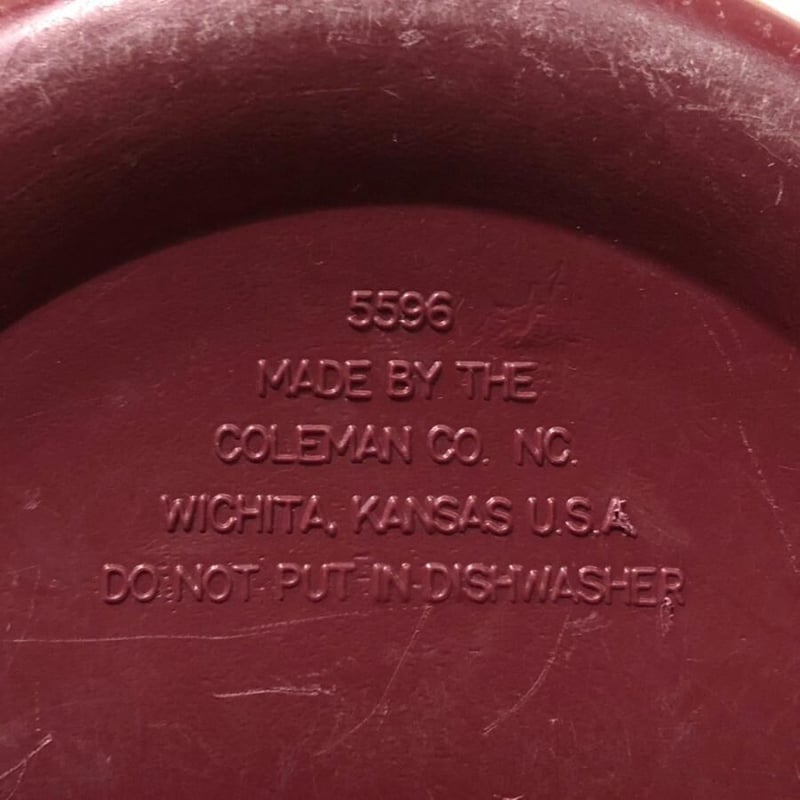 5596
MADE BY THE
COLEMAN CO. NC.
WICHITA, KANSAS U.S.A.
DO NOT PUT IN DISHWASHER